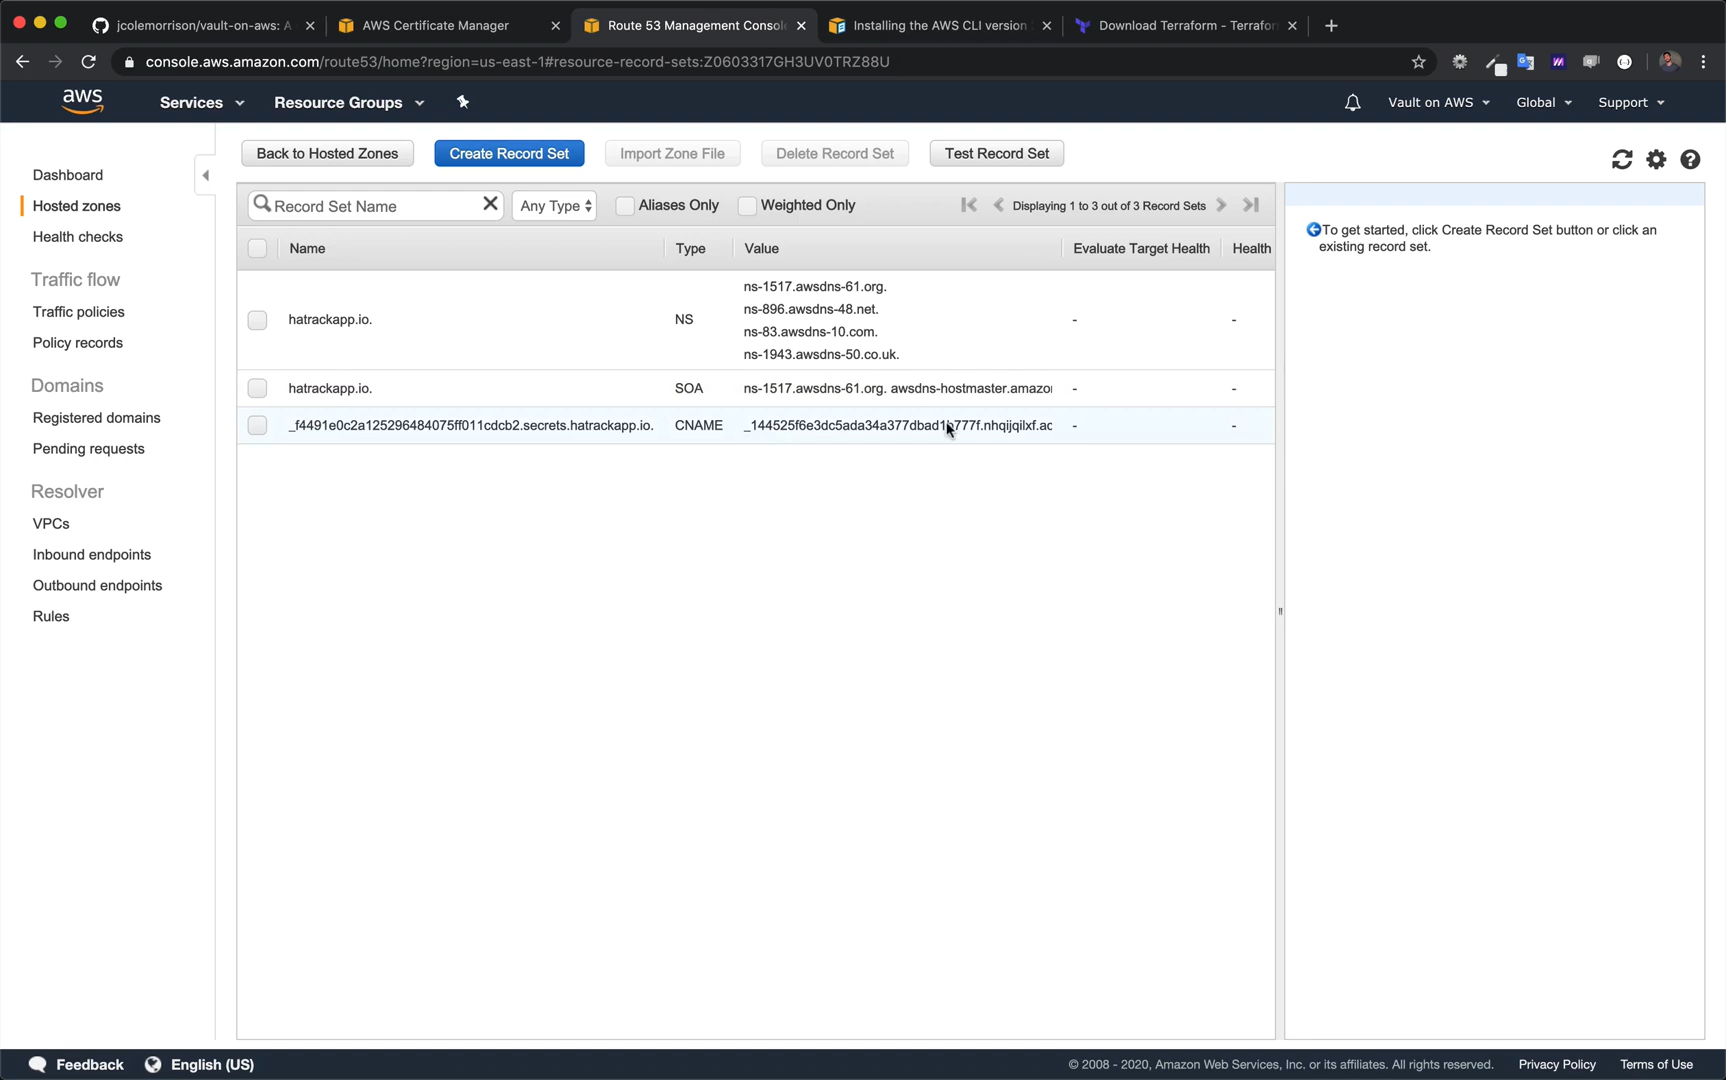 jcolemorrison/vault-on-aws: A
AWS Certificate Manager
Route 53 Management Console
Installing the AWS CLI version
Download Terraform - Terrafor
console.aws.amazon.com/route53/home?region=us-east-1#resource-record-sets:Z0603317GH3UV0TRZ88U
aws
Services
Resource Groups
Vault on AWS
Global
Support
Dashboard
Hosted zones
Health checks
Traffic flow
Traffic policies
Policy records
Domains
Registered domains
Pending requests
Resolver
VPCs
Inbound endpoints
Outbound endpoints
Rules
Back to Hosted Zones
Create Record Set
Import Zone File
Delete Record Set
Test Record Set
Record Set Name
Any Type
Aliases Only
Weighted Only
Displaying 1 to 3 out of 3 Record Sets
Name Type Value Evaluate Target Health Health
hatrackapp.io. NS
ns-1517.awsdns-61.org.
ns-896.awsdns-48.net.
ns-83.awsdns-10.com.
ns-1943.awsdns-50.co.uk.
- -
hatrackapp.io. SOA ns-1517.awsdns-61.org. awsdns-hostmaster.amazo - -
_f4491e0c2a125296484075ff011cdcb2.secrets.hatrackapp.io. CNAME - -
To get started, click Create Record Set button or click an
existing record set.
Feedback
English (US)
© 2008 - 2020, Amazon Web Services, Inc. or its affiliates. All rights reserved.
Privacy Policy
Terms of Use